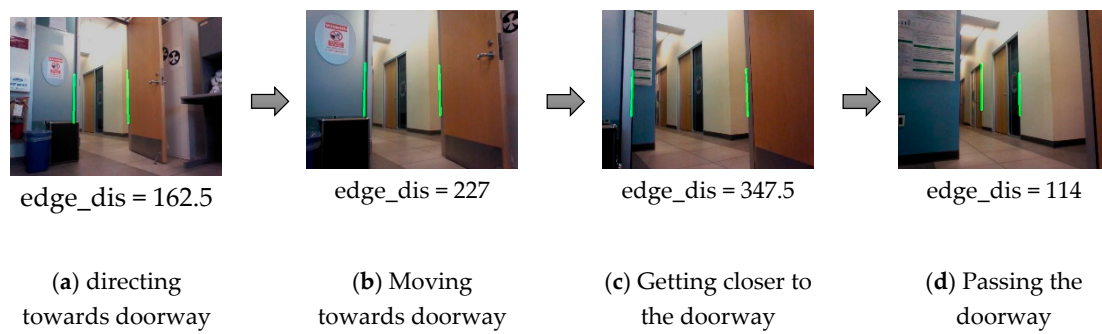 edge_dis = 162.5
edge_dis = 227
edge_dis = 347.5
edge_dis = 114
(a) directing
towards doorway
(b) Moving
towards doorway
(c) Getting closer to
the doorway
(d) Passing the
doorway